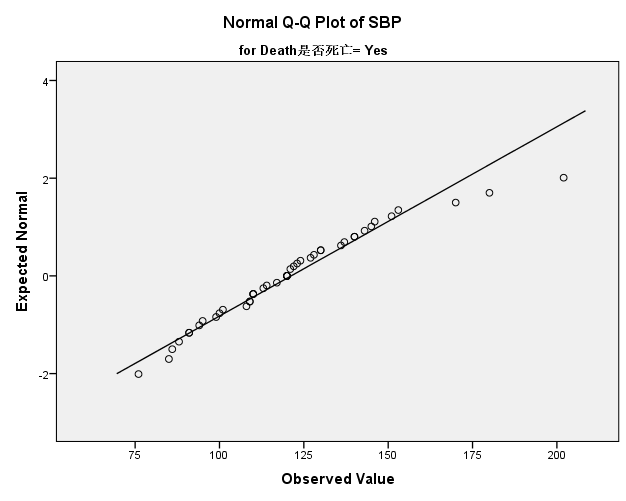 Normal Q-Q Plot of SBP
for Death是否死亡= Yes
Expected Normal
4
2
0
-2
75 100 125 150 175 200
Observed Value